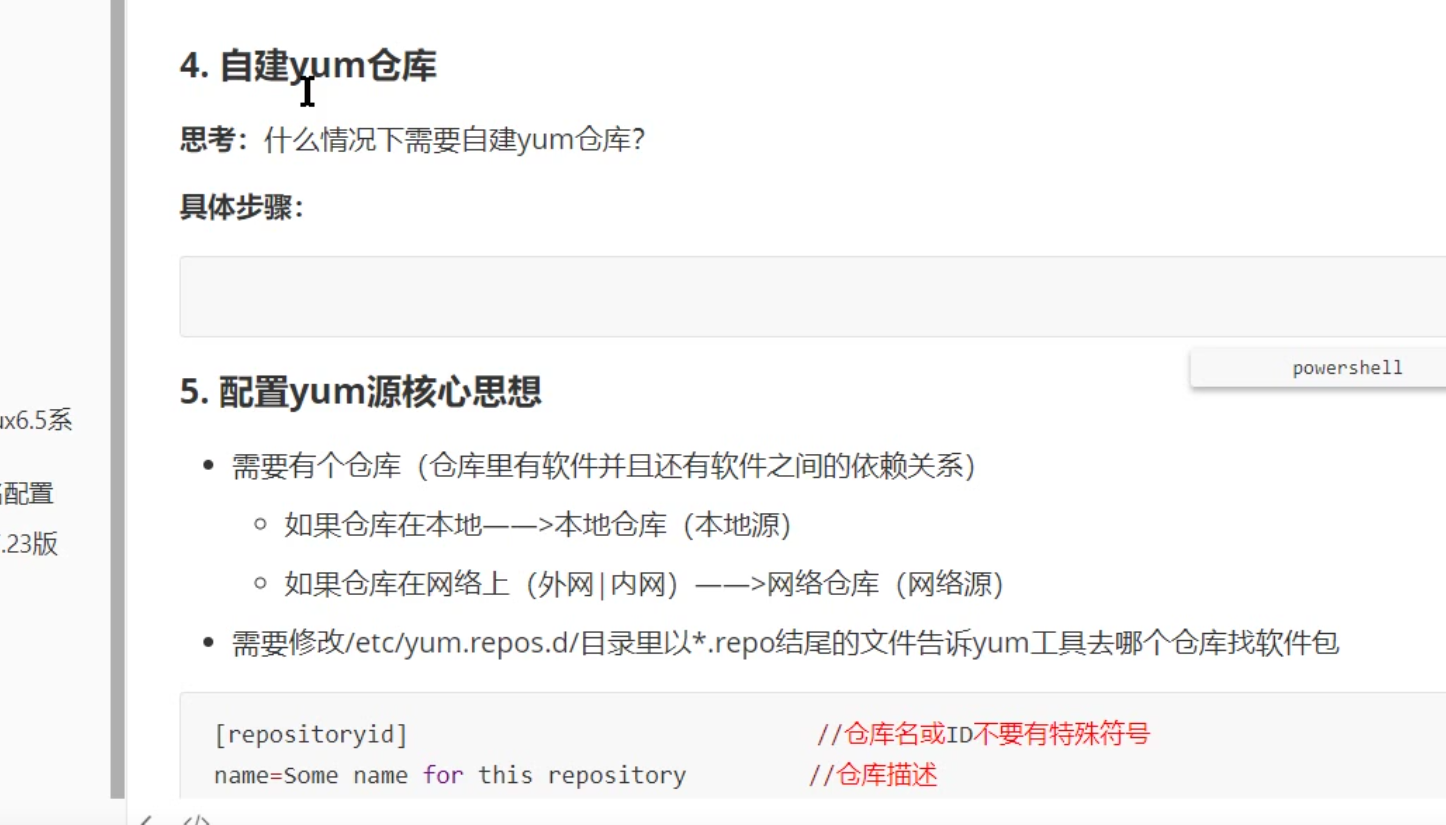 4. 自建yum仓库
思考：什么情况下需要自建yum仓库？
具体步骤：
powershell
5. 配置yum源核心思想
ux6.5系
需要有个仓库（仓库里有软件并且还有软件之间的依赖关系）
配置
如果仓库在本地——>本地仓库（本地源）
.23版
如果仓库在网络上（外网|内网）——>网络仓库（网络源）
需要修改/etc/yum.repos.d/目录里以*.repo结尾的文件告诉yum工具去哪个仓库找软件包
[repositoryid] //仓库名或ID不要有特殊符号
name=Some name for this repository //仓库描述